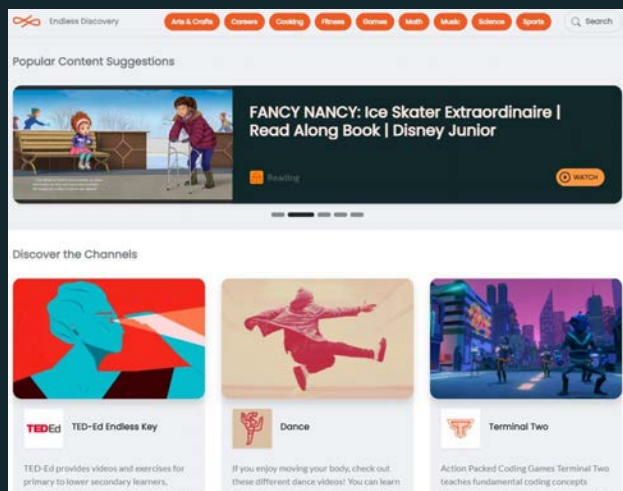 Endless Discovery
Arts & Crafts
Careers
Cooking
Fitness
Games
Math
Music
Science
Sports
Search
Popular Content Suggestions
FANCY NANCY: Ice Skater Extraordinaire |
Read Along Book | Disney Junior
Reading
WATCH
Discover the Channels
TEDEd
TED-Ed Endless Key
Dance
Terminal Two
TED-Ed provides videos and exercises for
primary to lower secondary learners,
If you enjoy moving your body, check out
these different dance videos! You can learn
Action Packed Coding Games Terminal Two
teaches fundamental coding concepts